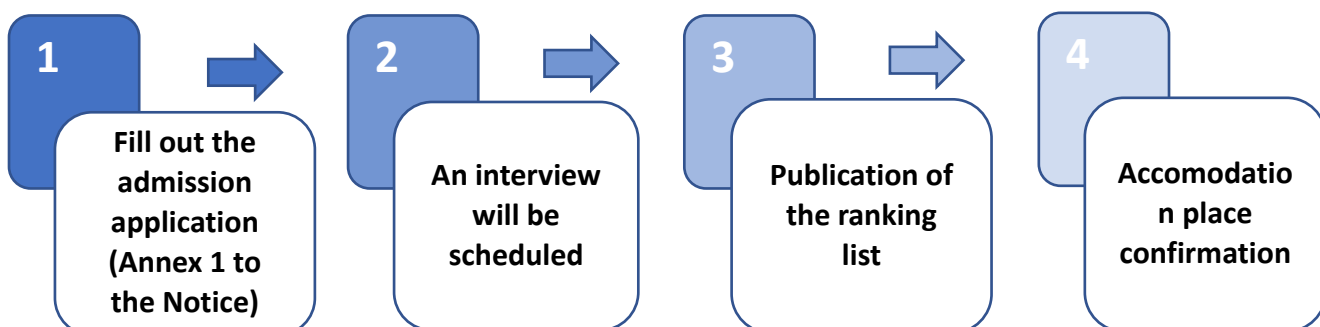 1
Fill out the
admission
application
(Annex 1 to
the Notice)
2
An interview
will be
scheduled
3
Publication of
the ranking
list
4
Accomodatio
n place
confirmation